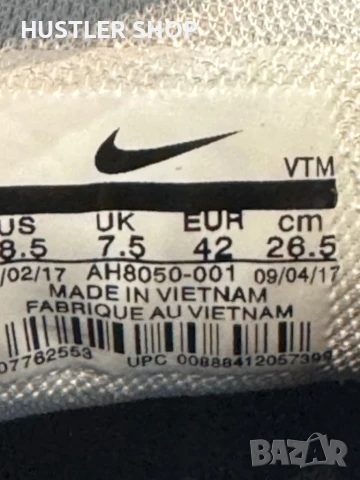 HUSTLER SHOP
VTM
US UK EUR cm
8.5 7.5 42 26.5
/02/17 AH8050-001 09/04/17
MADE IN VIETNAM
FABRIQUE AU VIETNAM
07762553 UPC 00888412057399
BAZAR